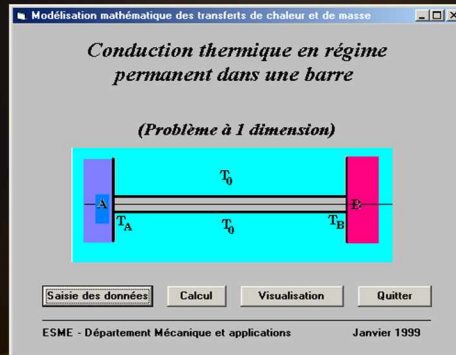 Modélisation mathématique des transferts de chaleur et de masse
Conduction thermique en régime
permanent dans une barre
(Problème à 1 dimension)
T0
A
B
TA
T0
TB
Saisie des données
Calcul
Visualisation
Quitter
ESME - Département Mécanique et applications
Janvier 1999